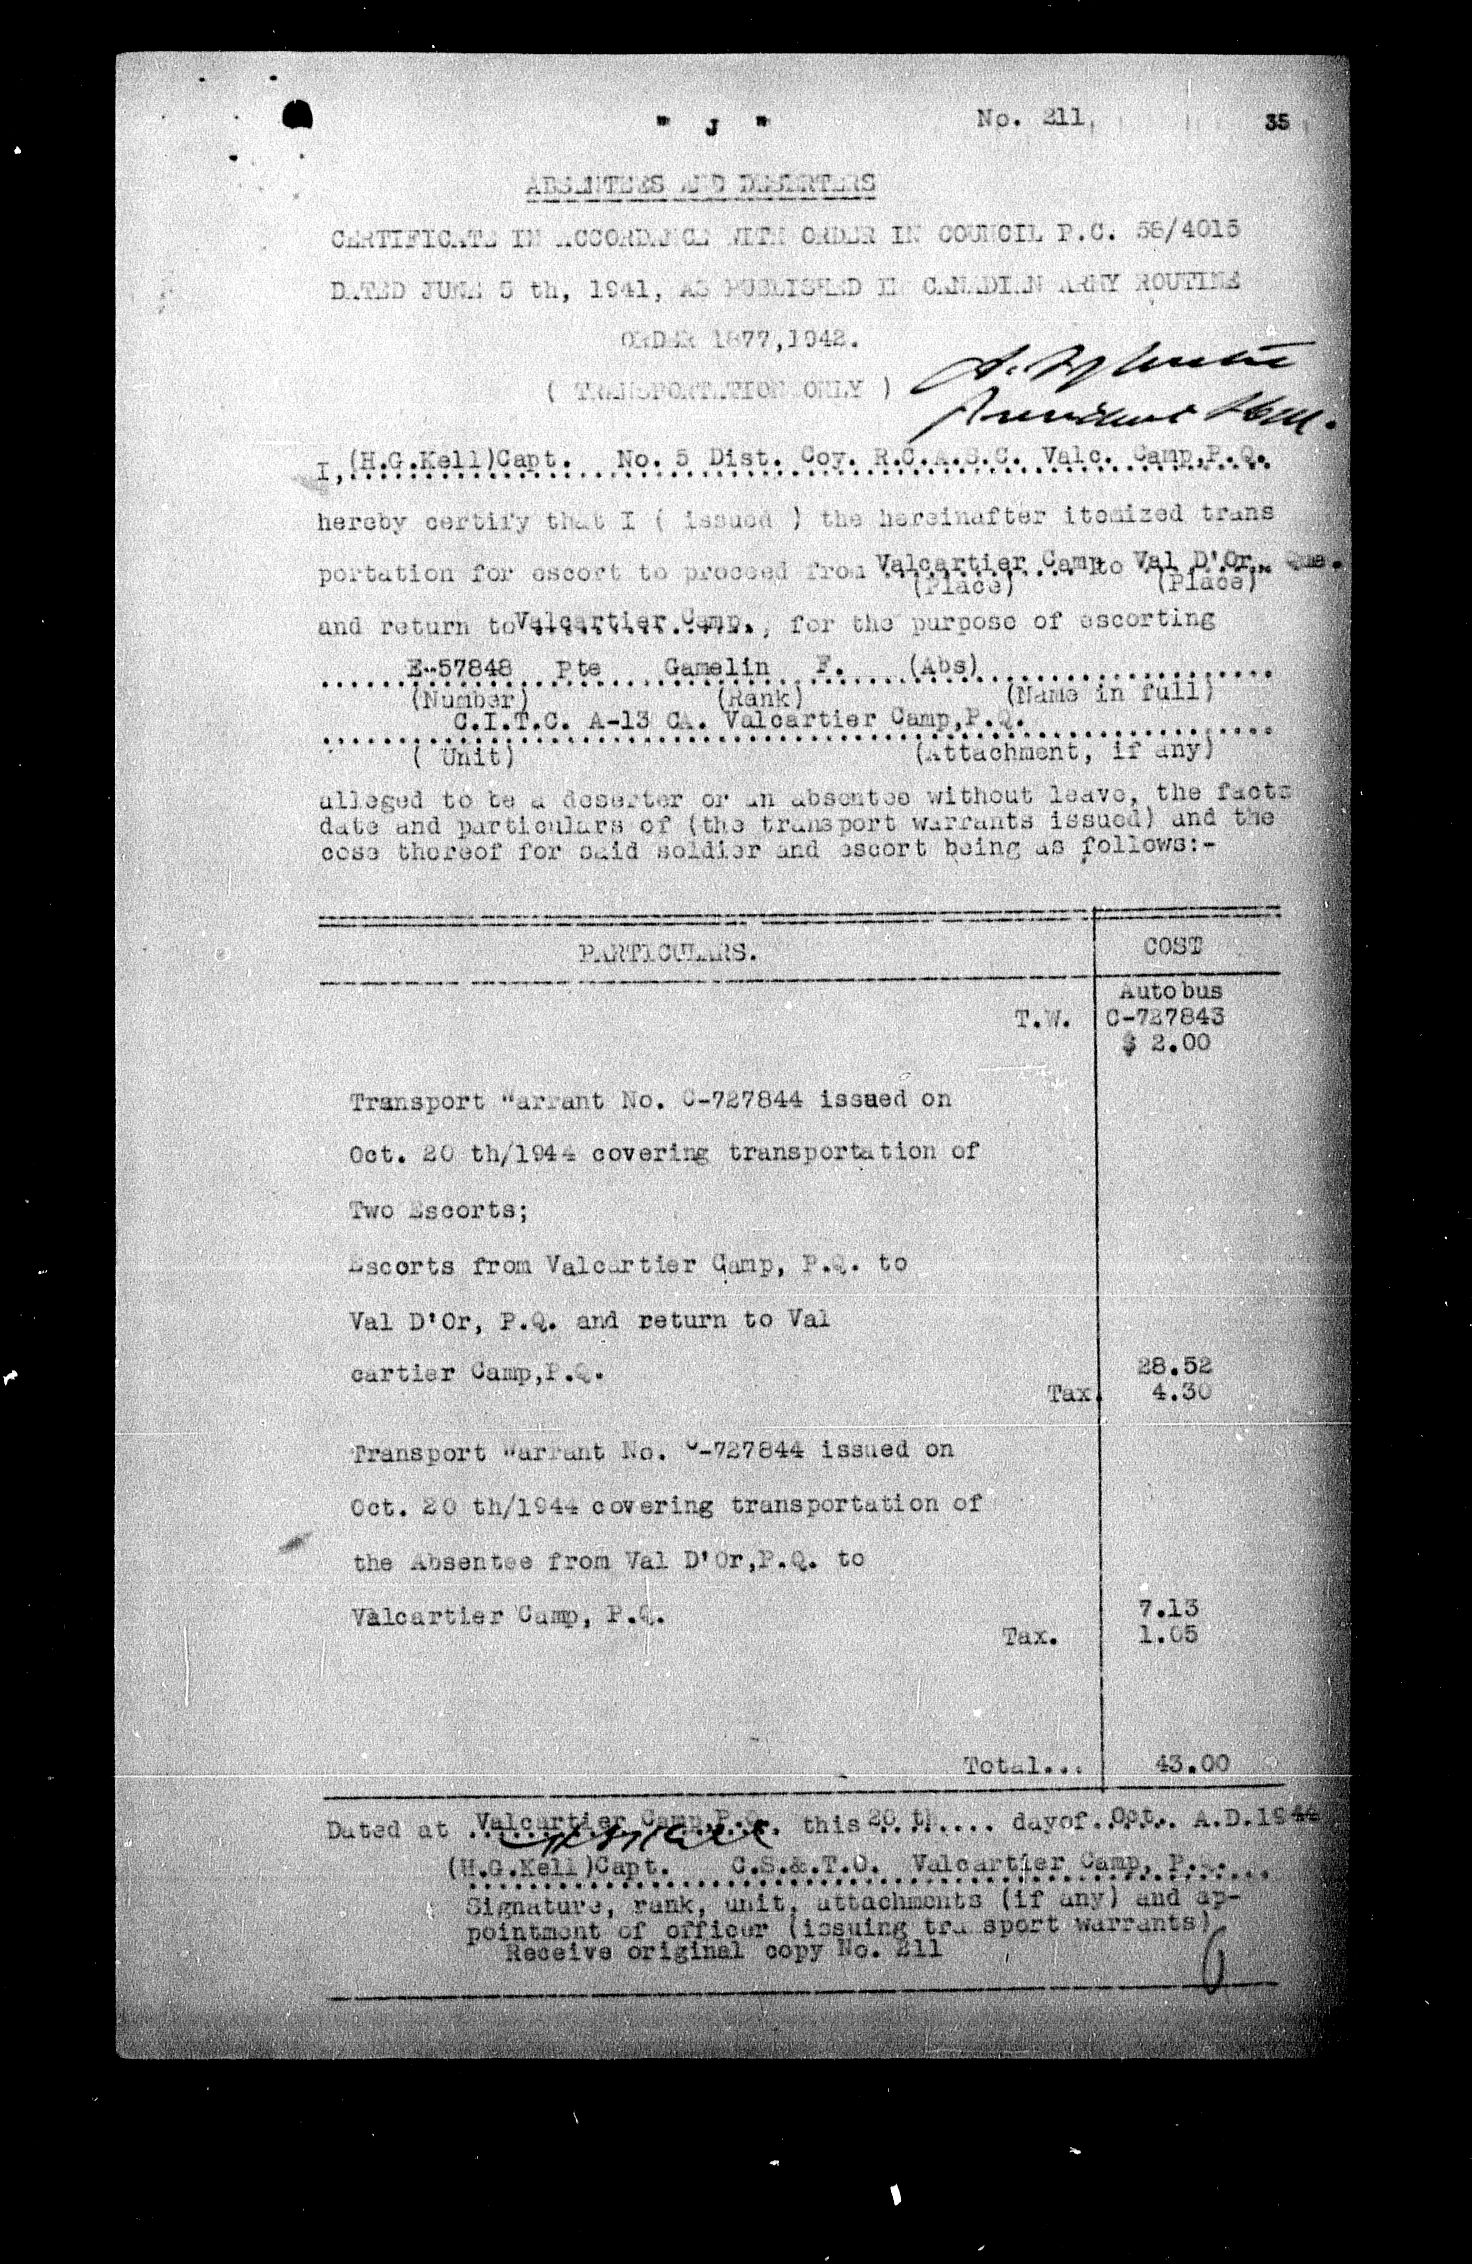 " J "
No. 211,
35
ABSENTEES AND DESERTERS
CERTIFICATE IN ACCORDANCE WITH ORDER IN COUNCIL P.C. 56/4015
DATED JUNE 5 th, 1941, AS PUBLISHED IN CANADIAN ARMY ROUTINE
ORDER 1877,1942.
( TRANSPORTATION ONLY )
I,(H.G.Kell)Capt. No. 5 Dist. Coy. R.C.A.S.C. Valc. Camp,P.Q.
hereby certify that I ( issued ) the hereinafter itemized trans
portation for escort to proceed from Valcartier Camp to Val D'Or, Que.
(Place) (Place)
and return to Valcartier Camp., for the purpose of escorting
E-57848 Pte Gamelin F. (Abs)
(Number) (Rank) (Name in full)
C.I.T.C. A-13 CA. Valcartier Camp,P.Q.
( Unit) (Attachment, if any)
alleged to be a deserter or an absentee without leave, the facts
date and particulars of (the transport warrants issued) and the
cose thereof for said soldier and escort being as follows:-
PARTICULARS.
COST
Autobus
T.W. C-727843
$ 2.00
Transport Warrant No. C-727844 issued on
Oct. 20 th/1944 covering transportation of
Two Escorts;
Escorts from Valcartier Camp, P.Q. to
Val D'Or, P.Q. and return to Val
cartier Camp,P.Q. 28.52
Tax. 4.30
Transport Warrant No. C-727844 issued on
Oct. 20 th/1944 covering transportation of
the Absentee from Val D'Or,P.Q. to
Valcartier Camp, P.Q. 7.13
Tax. 1.05
Total... 43.00
Dated at Valcartier Camp,P.Q. this 20 th.... day of.Oct.. A.D.1944
(H.G.Kell)Capt. C.S.&.T.O. Valcartier Camp, P.Q.
Signature, rank, unit, attachments (if any) and ap-
pointment of officer (issuing transport warrants)
Receive original copy No. 211